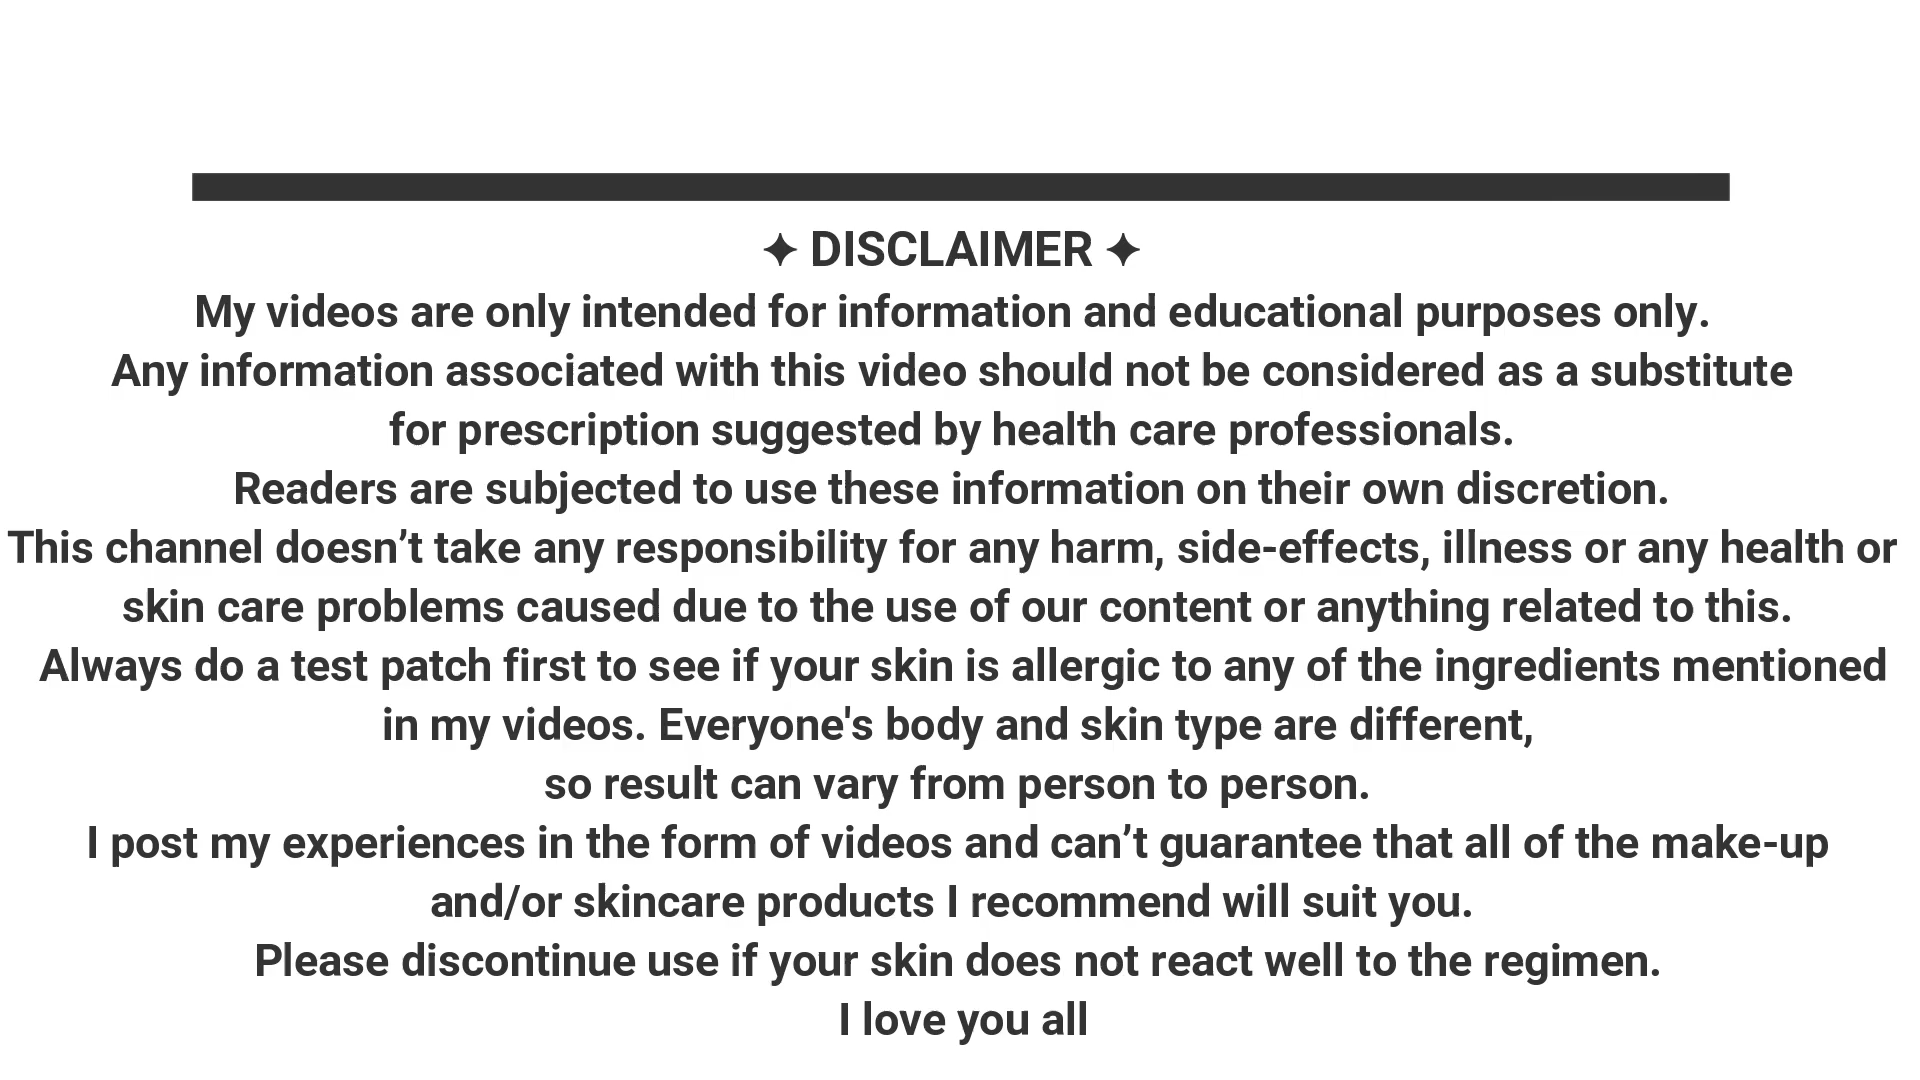 ✦ DISCLAIMER ✦
My videos are only intended for information and educational purposes only.
Any information associated with this video should not be considered as a substitute
for prescription suggested by health care professionals.
Readers are subjected to use these information on their own discretion.
This channel doesn’t take any responsibility for any harm, side-effects, illness or any health or
skin care problems caused due to the use of our content or anything related to this.
Always do a test patch first to see if your skin is allergic to any of the ingredients mentioned
in my videos. Everyone's body and skin type are different,
so result can vary from person to person.
I post my experiences in the form of videos and can’t guarantee that all of the make-up
and/or skincare products I recommend will suit you.
Please discontinue use if your skin does not react well to the regimen.
I love you all